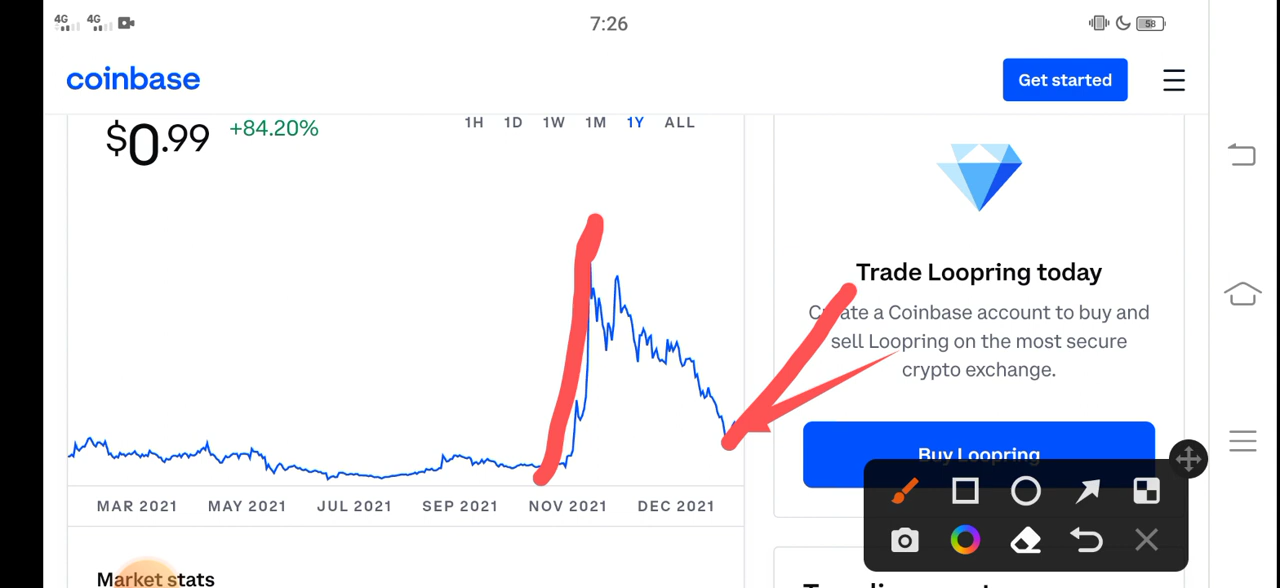 4G 4G 7:26 58
coinbase Get started
$0.99 +84.20% 1H 1D 1W 1M 1Y ALL
Trade Loopring today
Create a Coinbase account to buy and
sell Loopring on the most secure
crypto exchange.
Buy Loopring
MAR 2021 MAY 2021 JUL 2021 SEP 2021 NOV 2021 DEC 2021
Market stats